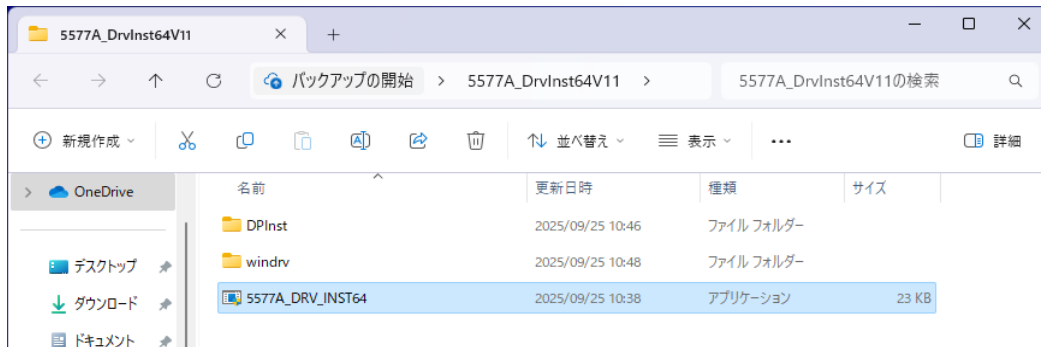 5577A_DrvInst64V11
バックアップの開始 > 5577A_DrvInst64V11 > 5577A_DrvInst64V11の検索
新規作成 並べ替え 表示 ... 詳細
OneDrive 名前 更新日時 種類 サイズ
DPInst 2025/09/25 10:46 ファイル フォルダー
windrv 2025/09/25 10:48 ファイル フォルダー
デスクトップ
5577A_DRV_INST64 2025/09/25 10:38 アプリケーション 23 KB
ダウンロード
ドキュメント